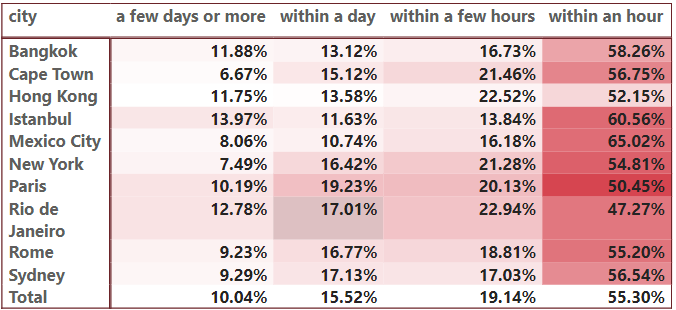 city a few days or more within a day within a few hours within an hour
Bangkok 11.88% 13.12% 16.73% 58.26%
Cape Town 6.67% 15.12% 21.46% 56.75%
Hong Kong 11.75% 13.58% 22.52% 52.15%
Istanbul 13.97% 11.63% 13.84% 60.56%
Mexico City 8.06% 10.74% 16.18% 65.02%
New York 7.49% 16.42% 21.28% 54.81%
Paris 10.19% 19.23% 20.13% 50.45%
Rio de 12.78% 17.01% 22.94% 47.27%
Janeiro
Rome 9.23% 16.77% 18.81% 55.20%
Sydney 9.29% 17.13% 17.03% 56.54%
Total 10.04% 15.52% 19.14% 55.30%